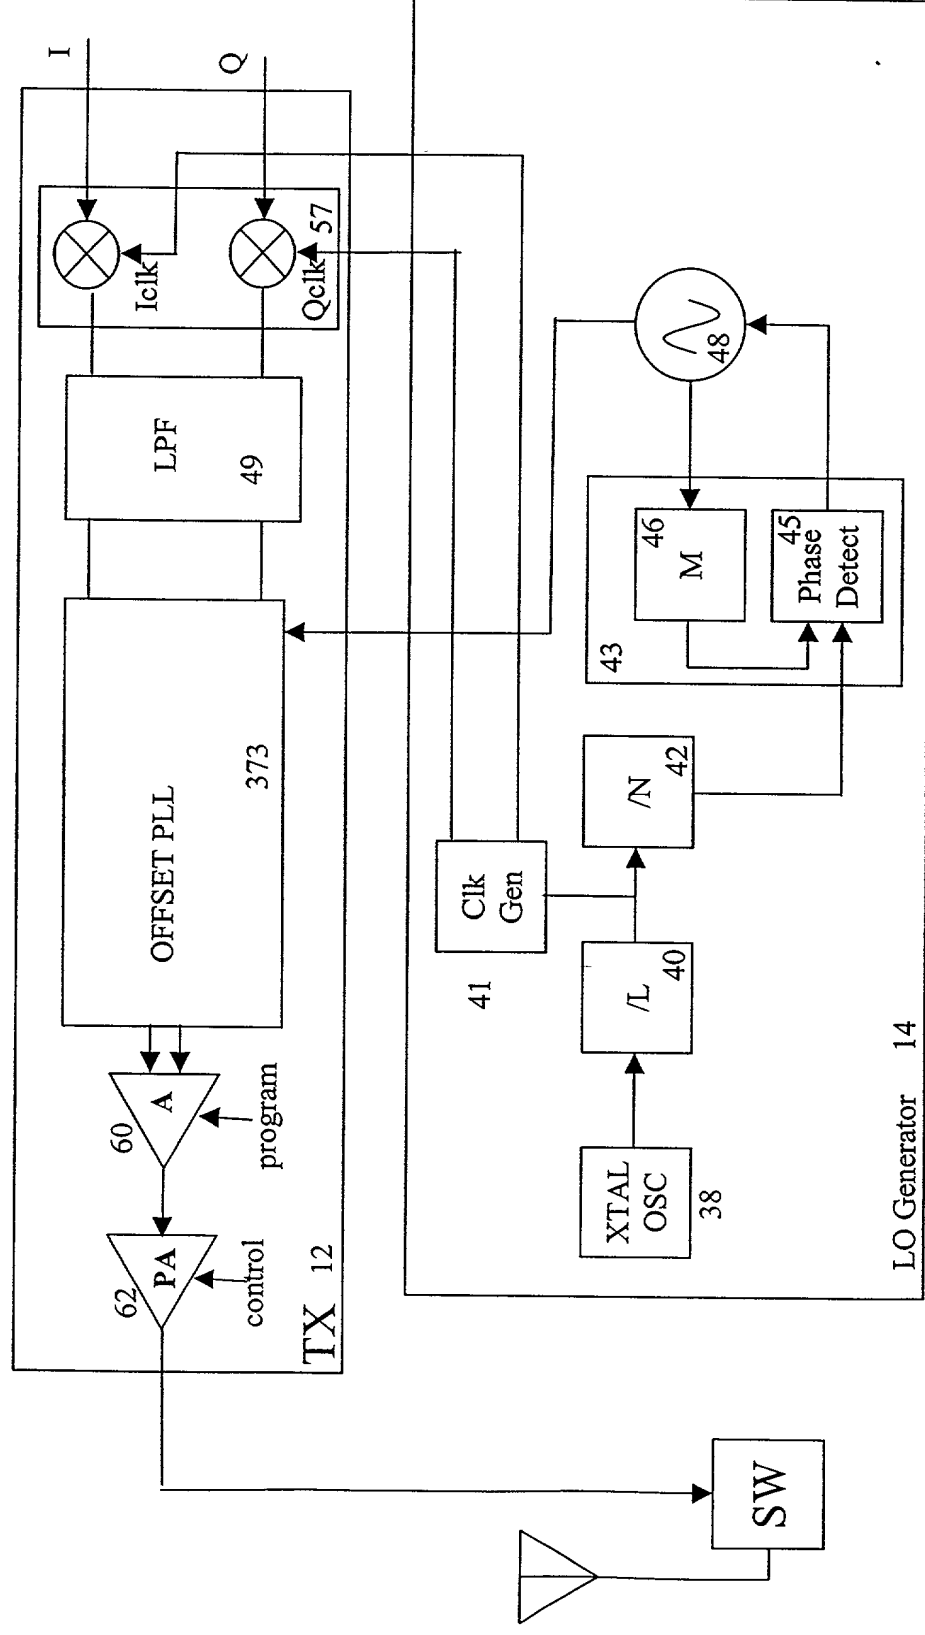 SW
TX 12
62
PA
control
60
A
program
OFFSET PLL
373
LPF
49
Iclk
Qclk
57
I
Q
LO Generator 14
XTAL
OSC
38
/L
40
41
Clk
Gen
/N
42
43
M
46
45
Phase
Detect
48